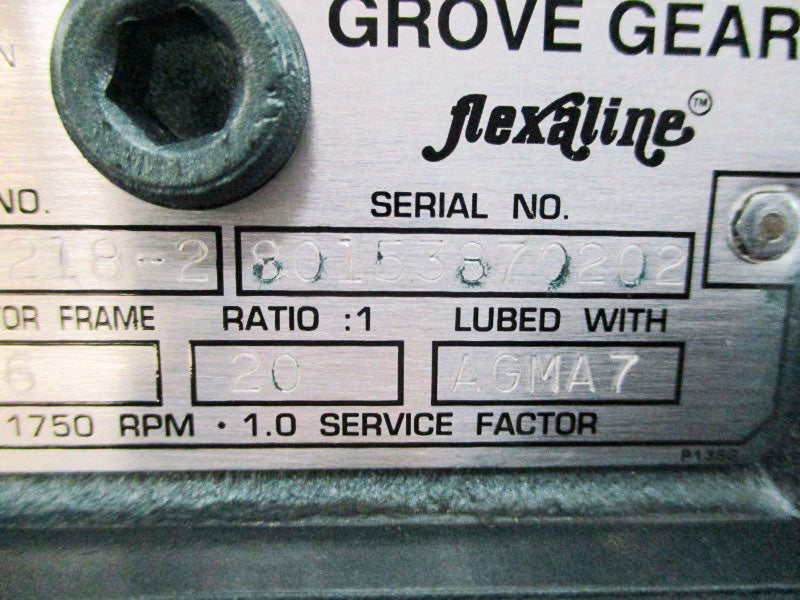 GROVE GEAR
flexaline™
NO. SERIAL NO.
218-2 80153870202
OR FRAME RATIO :1 LUBED WITH
6 20 AGMA7
1750 RPM · 1.0 SERVICE FACTOR